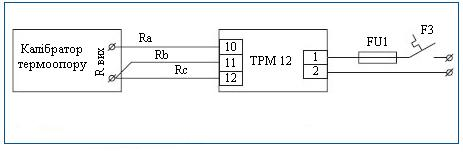 Калібратор
термоопору
R вих
Ra
Rb
Rc
10
11
12
ТРМ 12
1
2
FU1
F3